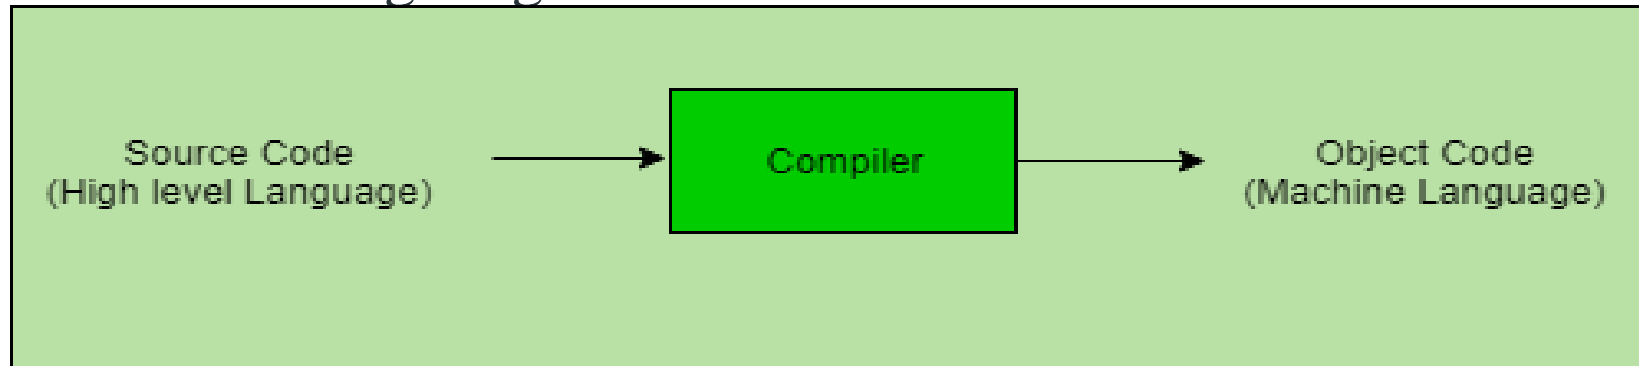 Source Code
(High level Language)
Compiler
Object Code
(Machine Language)